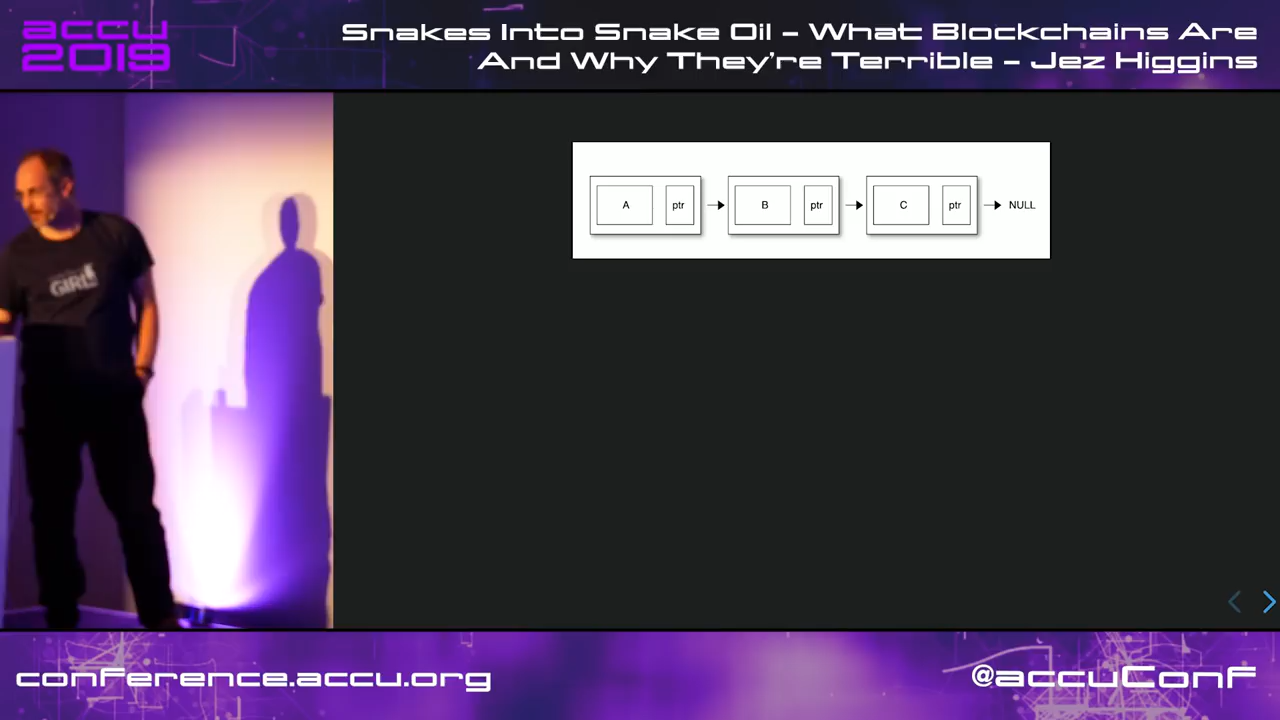 accu
2019
Snakes Into Snake Oil – What Blockchains Are
And Why They're Terrible – Jez Higgins
A ptr B ptr C ptr NULL
GIRL
conference.accu.org
@accuConf